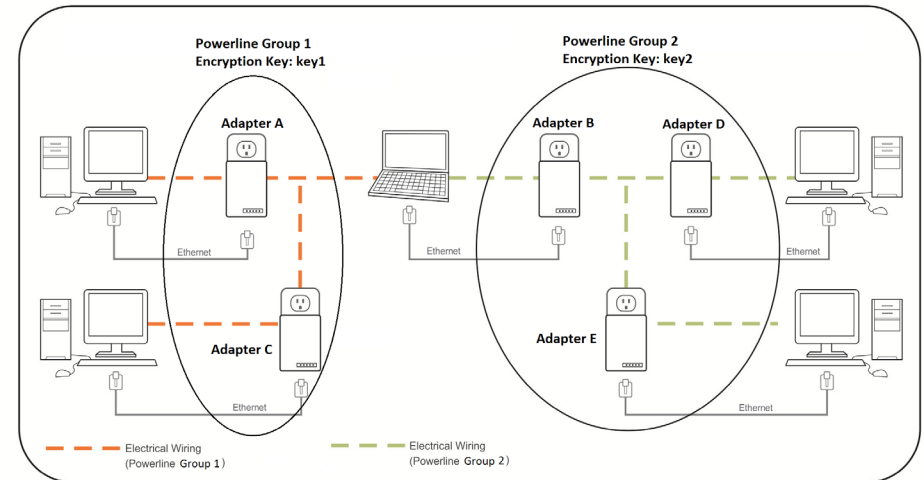 Powerline Group 1
Encryption Key: key1
Powerline Group 2
Encryption Key: key2
Adapter A
Adapter B
Adapter D
Ethernet
Ethernet
Ethernet
Adapter C
Adapter E
Ethernet
Ethernet
Electrical Wiring
(Powerline Group 1)
Electrical Wiring
(Powerline Group 2)